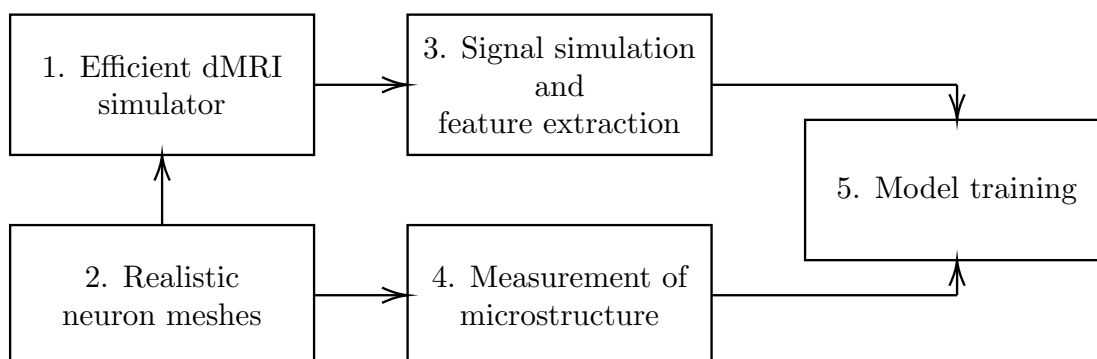 1. Efficient dMRI
simulator
3. Signal simulation
and
feature extraction
5. Model training
2. Realistic
neuron meshes
4. Measurement of
microstructure